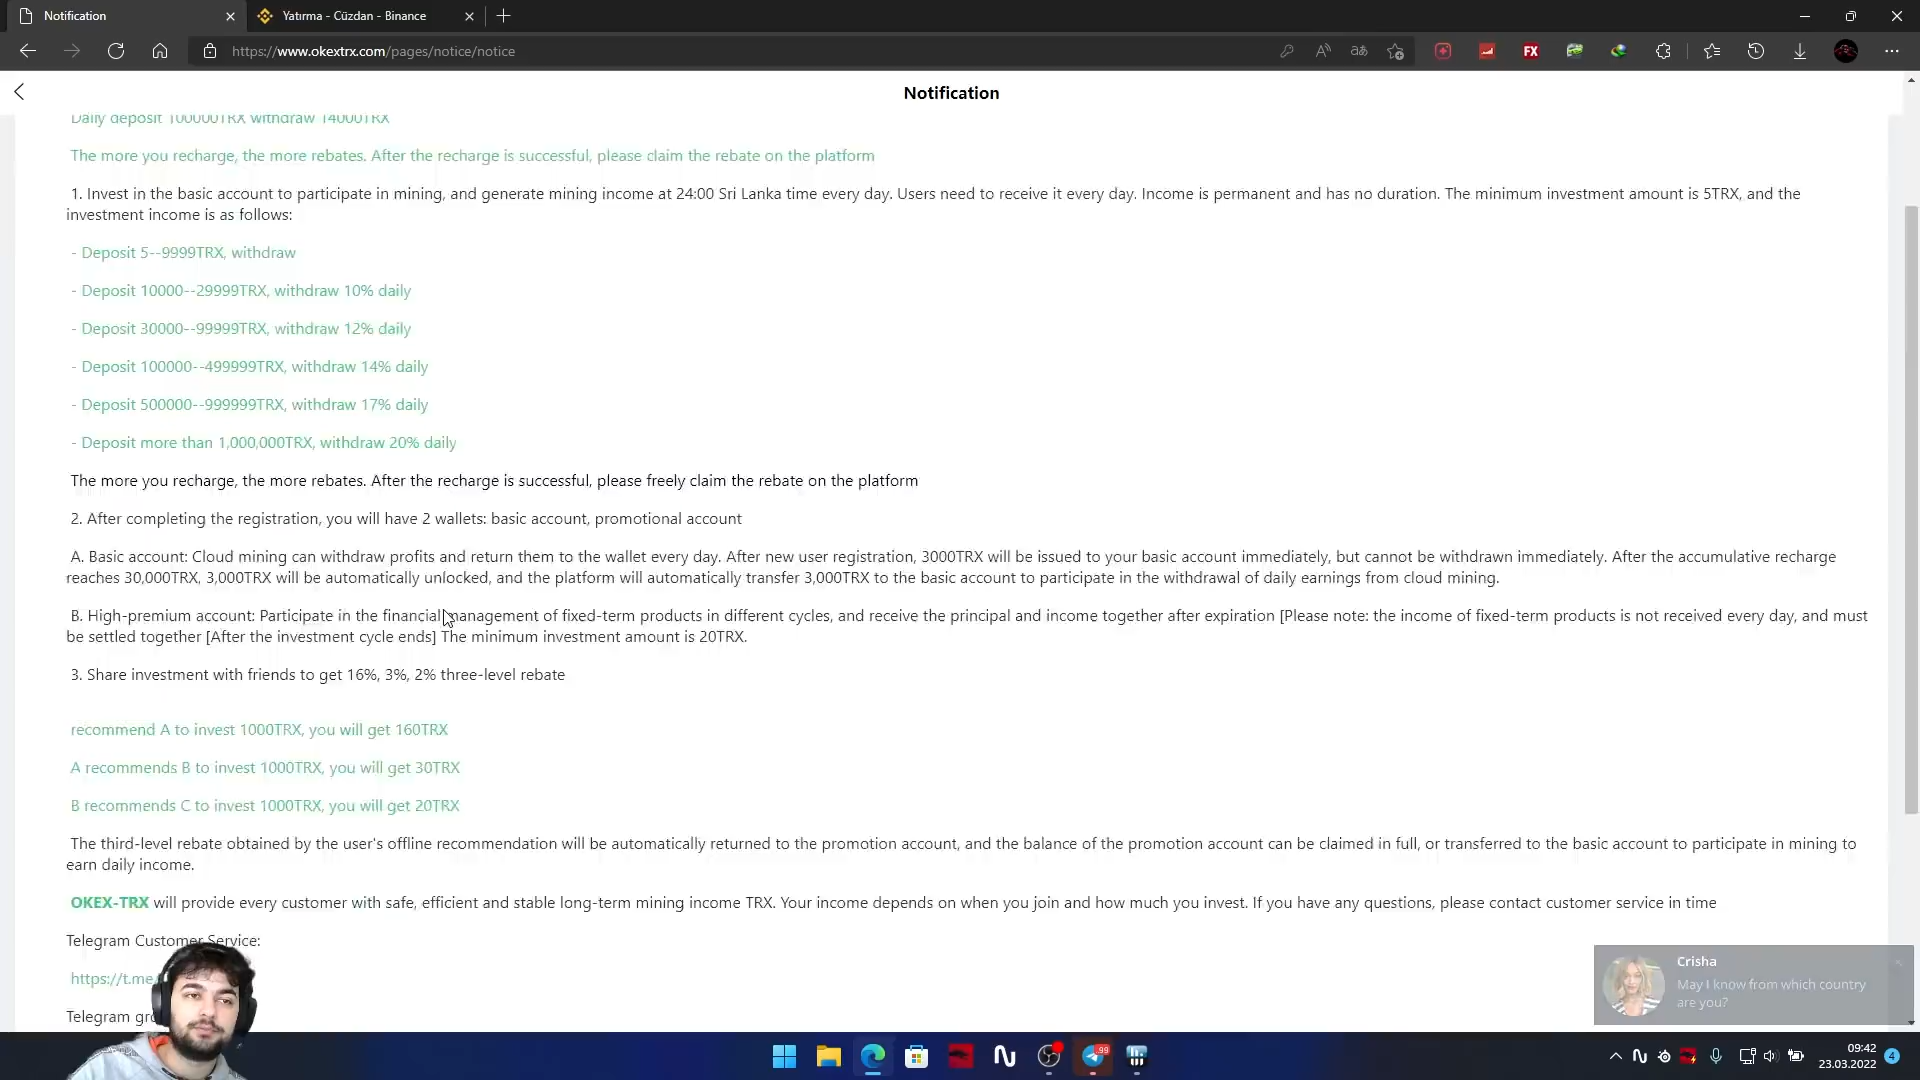 Notification
Yatırma - Cüzdan - Binance
https://www.okextrx.com/pages/notice/notice
Notification
Daily deposit 100000TRX withdraw 14000TRX
The more you recharge, the more rebates. After the recharge is successful, please claim the rebate on the platform
1. Invest in the basic account to participate in mining, and generate mining income at 24:00 Sri Lanka time every day. Users need to receive it every day. Income is permanent and has no duration. The minimum investment amount is 5TRX, and the
investment income is as follows:
- Deposit 5--9999TRX, withdraw
- Deposit 10000--29999TRX, withdraw 10% daily
- Deposit 30000--99999TRX, withdraw 12% daily
- Deposit 100000--499999TRX, withdraw 14% daily
- Deposit 500000--999999TRX, withdraw 17% daily
- Deposit more than 1,000,000TRX, withdraw 20% daily
The more you recharge, the more rebates. After the recharge is successful, please freely claim the rebate on the platform
2. After completing the registration, you will have 2 wallets: basic account, promotional account
A. Basic account: Cloud mining can withdraw profits and return them to the wallet every day. After new user registration, 3000TRX will be issued to your basic account immediately, but cannot be withdrawn immediately. After the accumulative recharge
reaches 30,000TRX, 3,000TRX will be automatically unlocked, and the platform will automatically transfer 3,000TRX to the basic account to participate in the withdrawal of daily earnings from cloud mining.
B. High-premium account: Participate in the financial management of fixed-term products in different cycles, and receive the principal and income together after expiration [Please note: the income of fixed-term products is not received every day, and must
be settled together [After the investment cycle ends] The minimum investment amount is 20TRX.
3. Share investment with friends to get 16%, 3%, 2% three-level rebate
recommend A to invest 1000TRX, you will get 160TRX
A recommends B to invest 1000TRX, you will get 30TRX
B recommends C to invest 1000TRX, you will get 20TRX
The third-level rebate obtained by the user's offline recommendation will be automatically returned to the promotion account, and the balance of the promotion account can be claimed in full, or transferred to the basic account to participate in mining to
earn daily income.
OKEX-TRX will provide every customer with safe, efficient and stable long-term mining income TRX. Your income depends on when you join and how much you invest. If you have any questions, please contact customer service in time
Telegram Customer Service:
https://t.me
Telegram
Crisha
May I know from which country
are you?
FX
99
09:42
23.03.2022
4